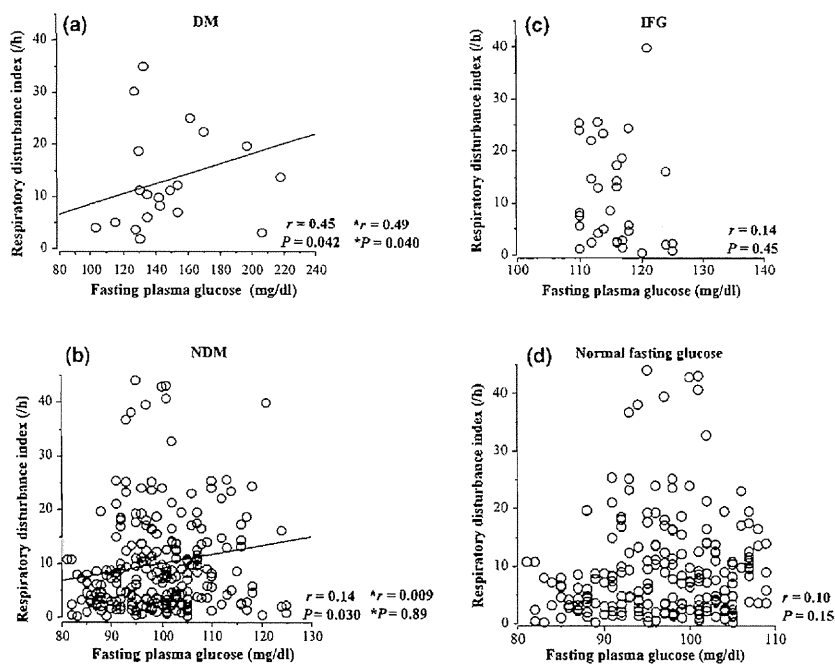 (a)
DM
Respiratory disturbance index (/h)
40
30
20
10
0
r = 0.45 *r = 0.49
P = 0.042 *P = 0.040
80 100 120 140 160 180 200 220 240
Fasting plasma glucose (mg/dl)
(c)
IFG
Respiratory disturbance index (/h)
40
30
20
10
0
r = 0.14
P = 0.45
100 110 120 130 140
Fasting plasma glucose (mg/dl)
(b)
NDM
Respiratory disturbance index (/h)
40
30
20
10
0
r = 0.14 *r = 0.009
P = 0.030 *P = 0.89
80 90 100 110 120 130
Fasting plasma glucose (mg/dl)
(d)
Normal fasting glucose
Respiratory disturbance index (/h)
40
30
20
10
0
r = 0.10
P = 0.15
80 90 100 110
Fasting plasma glucose (mg/dl)